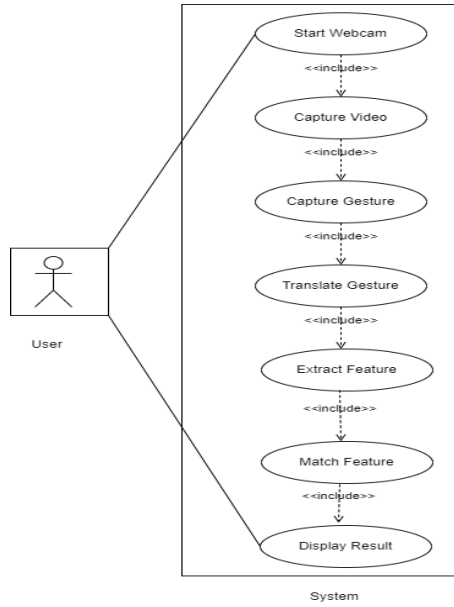 Start Webcam
<<include>>
Capture Video
<<include>>
Capture Gesture
<<include>>
Translate Gesture
<<include>>
Extract Feature
<<include>>
Match Feature
<<include>>
Display Result
User
System